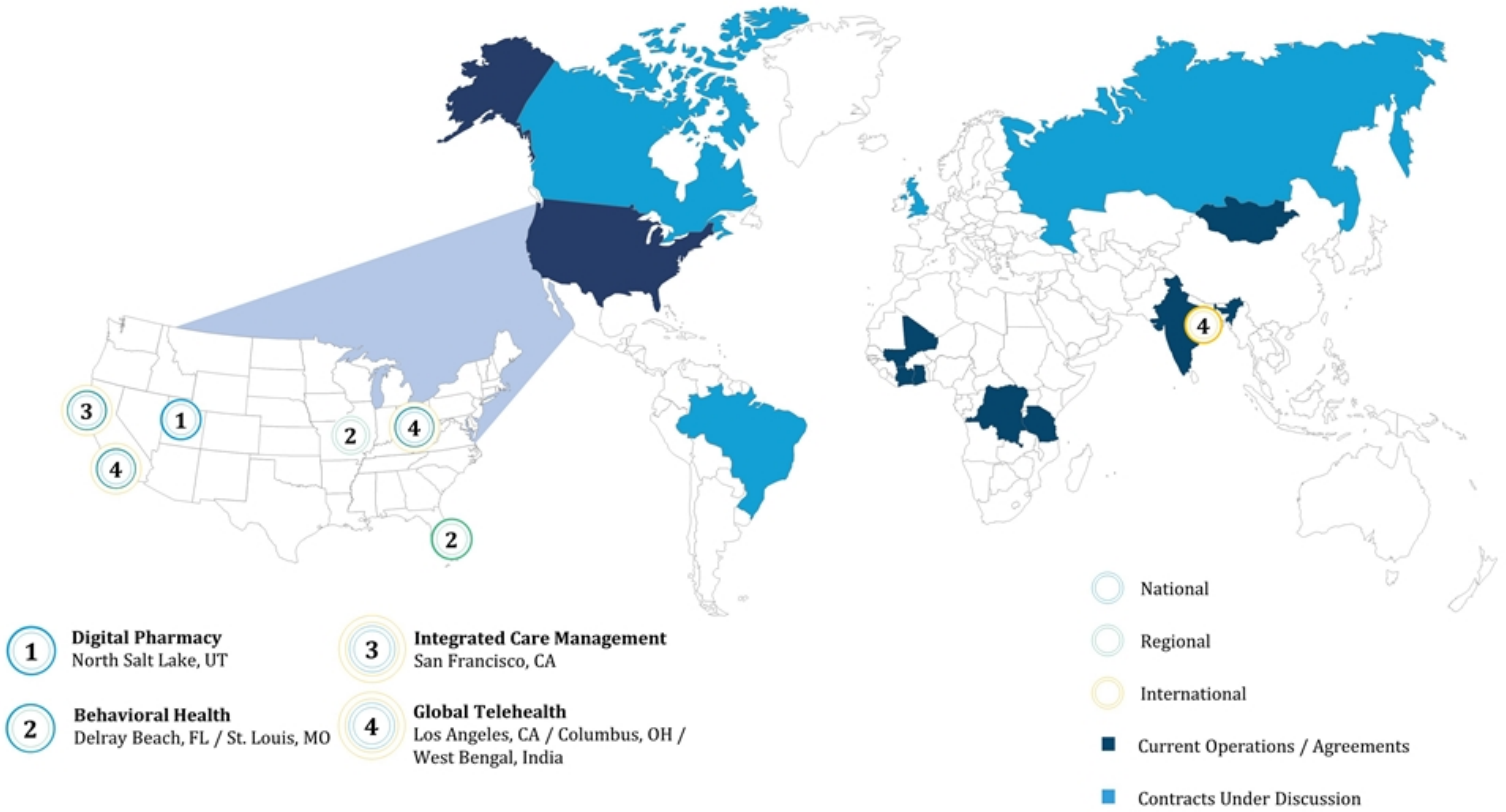 3
1
2
4
4
2
4
1
Digital Pharmacy
North Salt Lake, UT
2
Behavioral Health
Delray Beach, FL / St. Louis, MO
3
Integrated Care Management
San Francisco, CA
4
Global Telehealth
Los Angeles, CA / Columbus, OH /
West Bengal, India
National
Regional
International
Current Operations / Agreements
Contracts Under Discussion